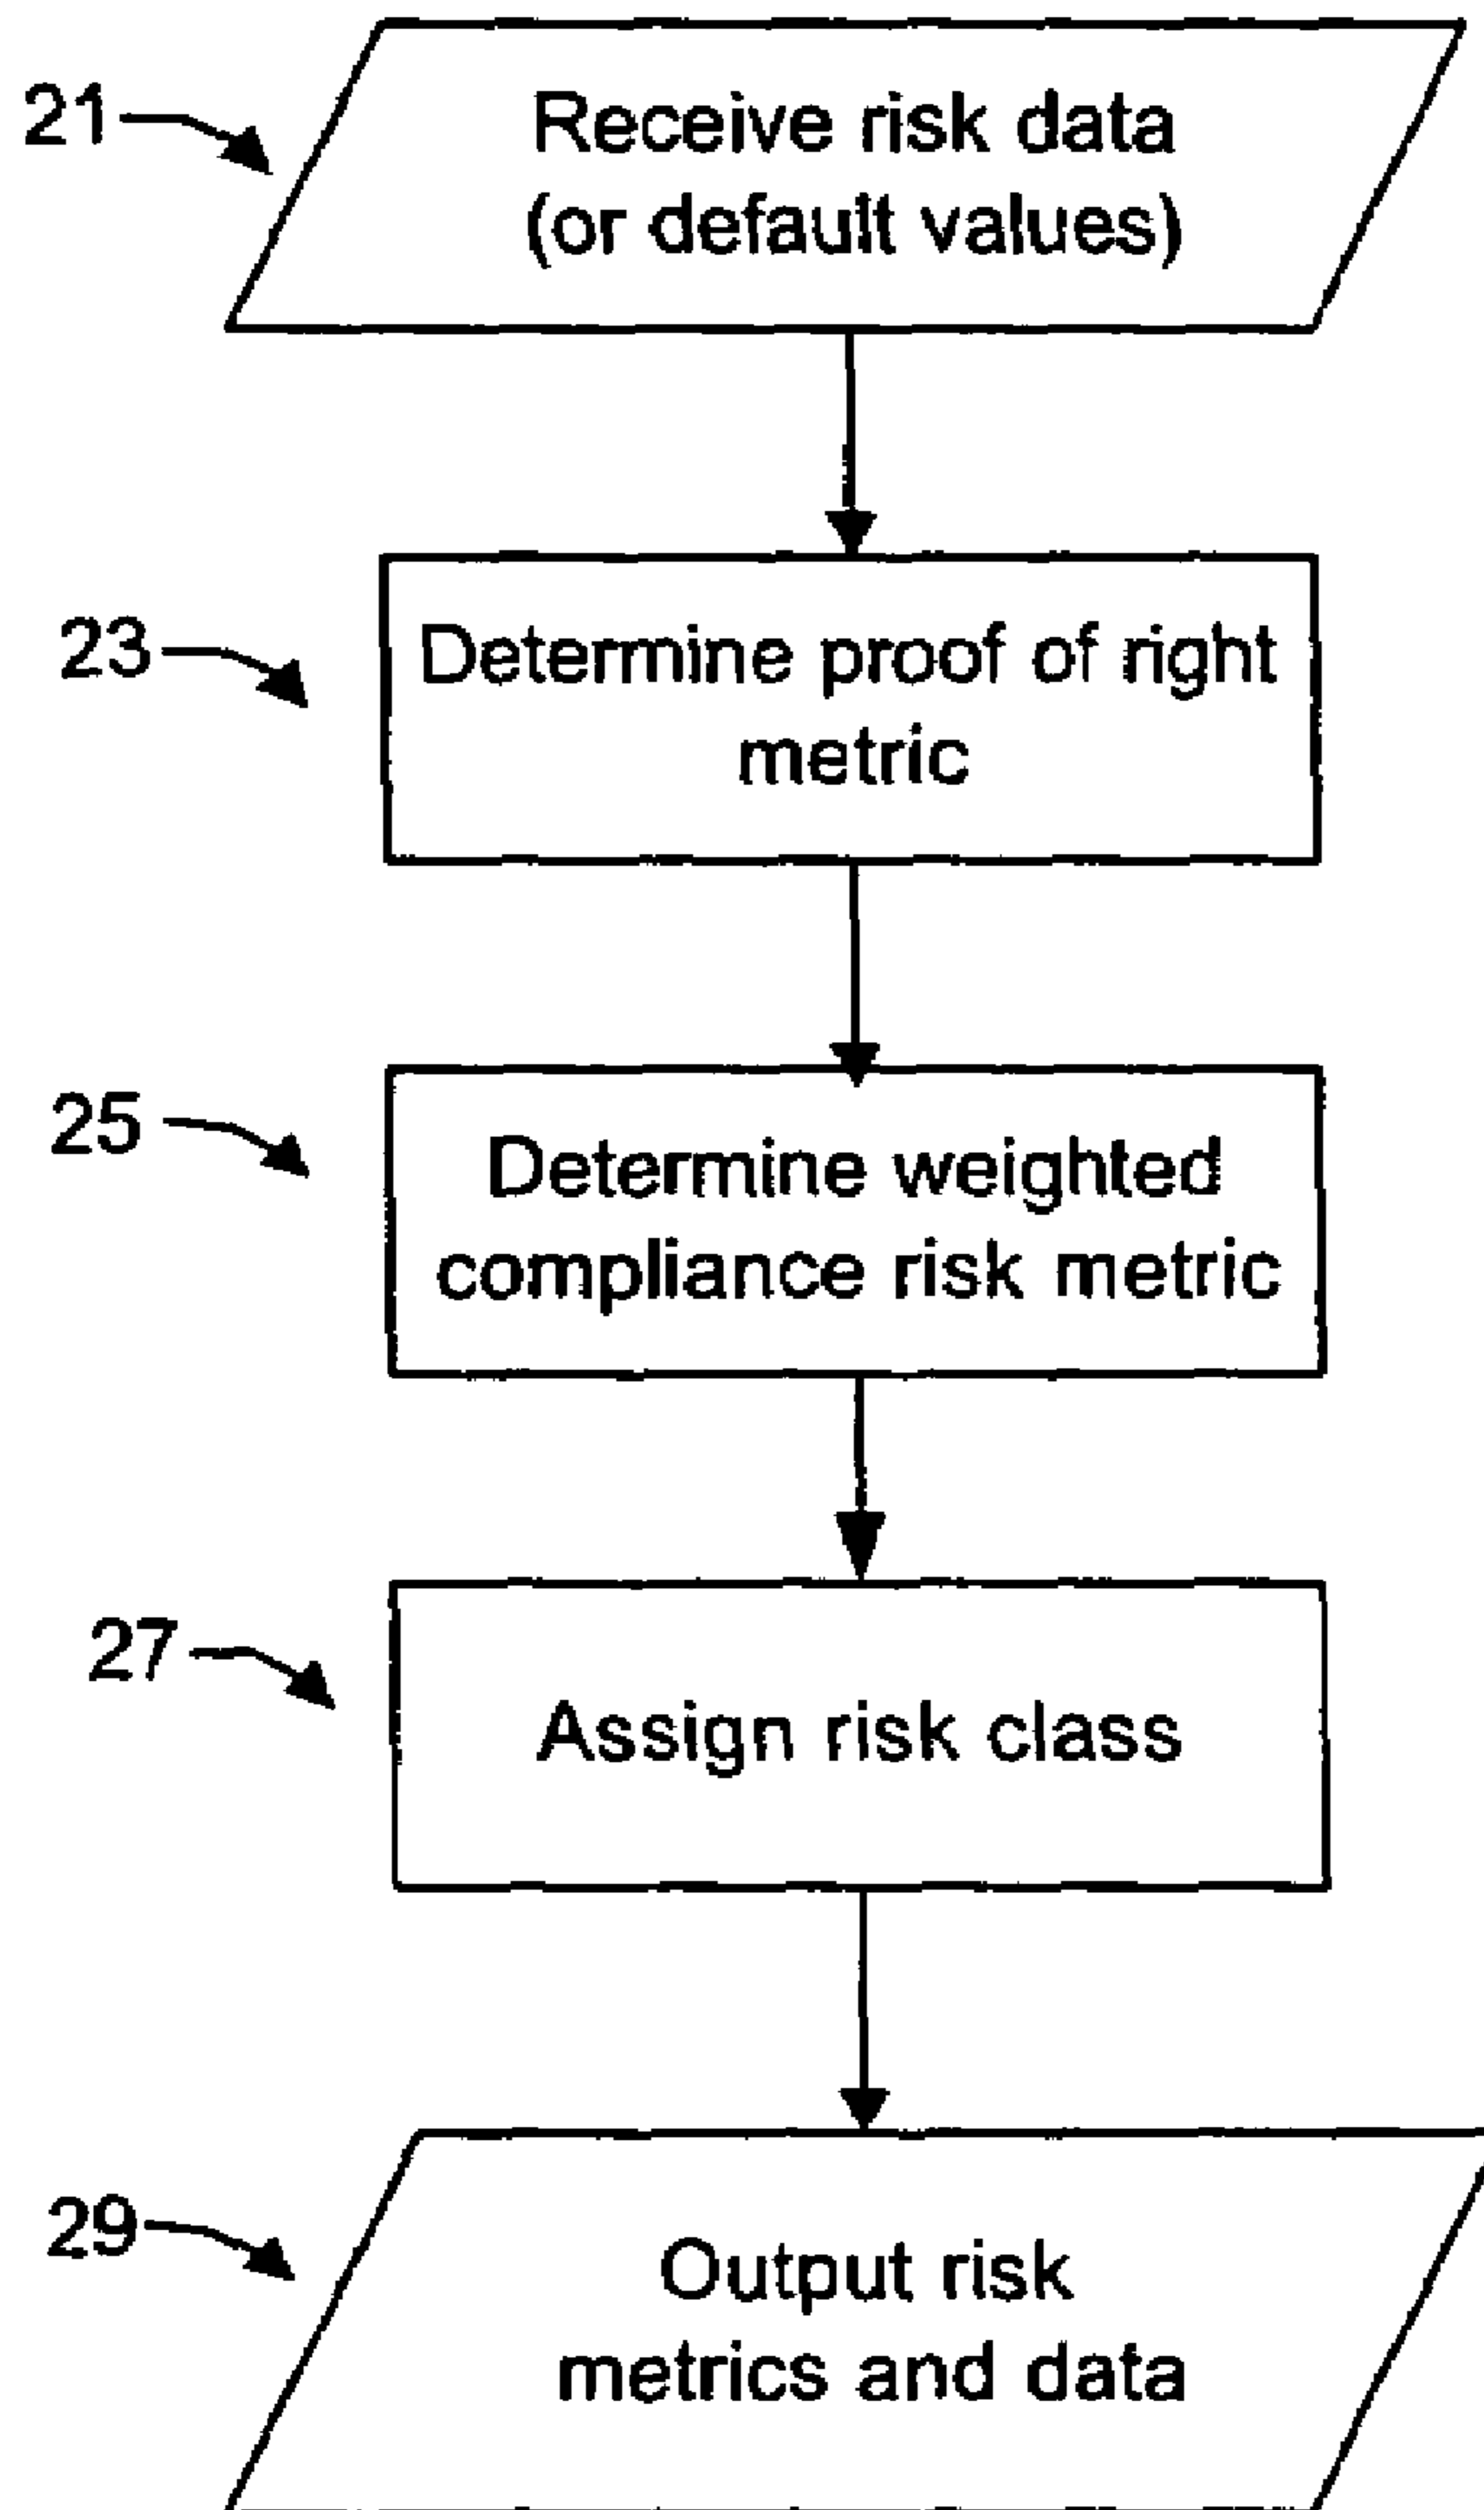 21
Receive risk data
(or default values)
23
Determine proof of right
metric
25
Determine weighted
compliance risk metric
27
Assign risk class
29
Output risk
metrics and data